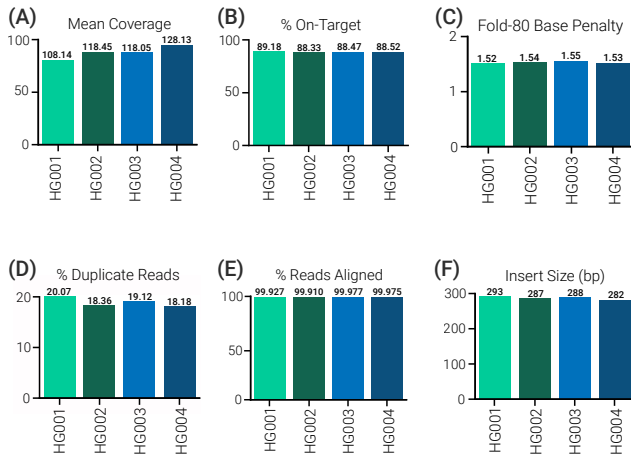 (A) Mean Coverage
100
50
0
108.14 118.45 118.05 128.13
HG001 HG002 HG003 HG004
(B) % On-Target
100
50
0
89.18 88.33 88.47 88.52
HG001 HG002 HG003 HG004
(C) Fold-80 Base Penalty
2
1
0
1.52 1.54 1.55 1.53
HG001 HG002 HG003 HG004
(D) % Duplicate Reads
20
10
0
20.07 18.36 19.12 18.18
HG001 HG002 HG003 HG004
(E) % Reads Aligned
100
50
0
99.927 99.910 99.977 99.975
HG001 HG002 HG003 HG004
(F) Insert Size (bp)
300
200
100
0
293 287 288 282
HG001 HG002 HG003 HG004